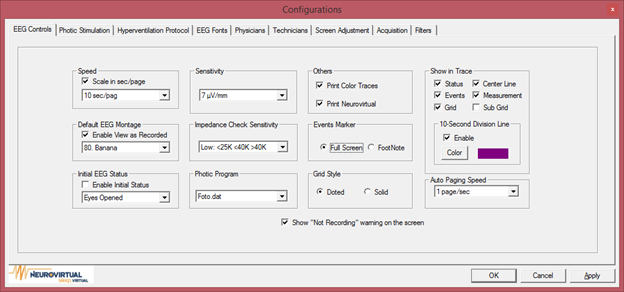 Configurations
x
EEG Controls Photic Stimulation Hyperventilation Protocol EEG Fonts Physicians Technicians Screen Adjustment Acquisition Filters
Speed
Scale in sec/page
10 sec/pag
Sensitivity
7 µV/mm
Others
Print Color Traces
Print Neurovirtual
Show in Trace
Status Center Line
Events Measurement
Grid Sub Grid
10-Second Division Line
Enable
Color
Default EEG Montage
Enable View as Recorded
80. Banana
Impedance Check Sensitivity
Low: <25K <40K >40K
Events Marker
Full Screen FootNote
Initial EEG Status
Enable Initial Status
Eyes Opened
Photic Program
Foto.dat
Grid Style
Doted Solid
Auto Paging Speed
1 page/sec
Show "Not Recording" warning on the screen
NEUROVIRTUAL
SLEEP VIRTUAL
OK Cancel Apply